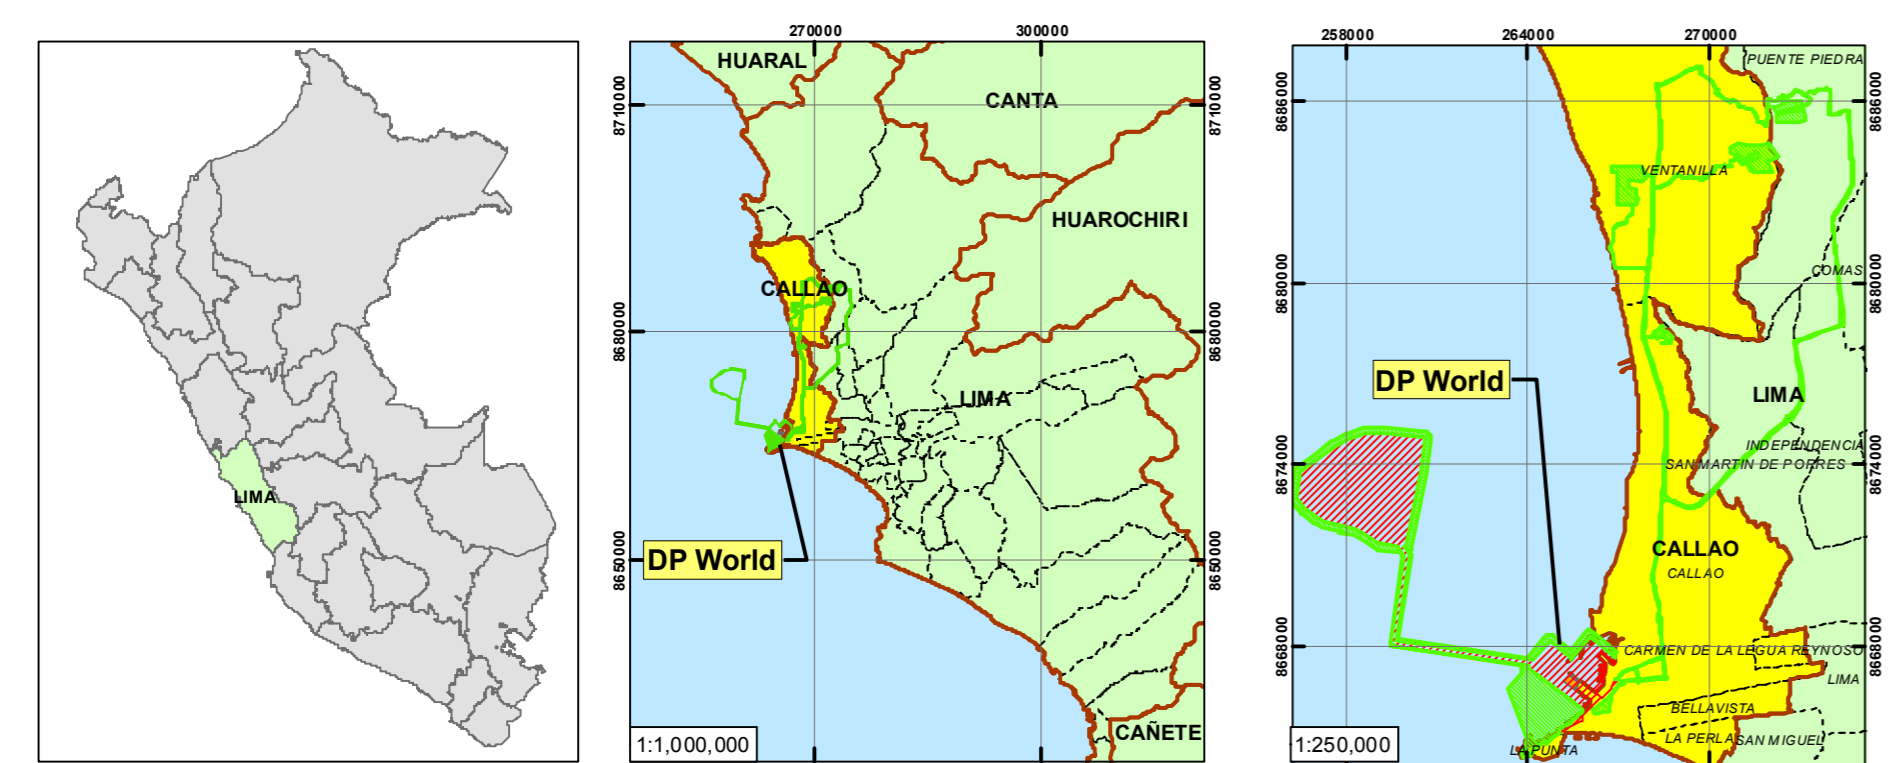 LIMA
270000
300000
8710000
8710000
HUARAL
CANTA
HUAROCHIRI
CALLAO
8680000
8680000
LIMA
DP World
8650000
8650000
1:1,000,000
CAÑETE
258000
264000
270000
PUENTE PIEDRA
8686000
8686000
VENTANILLA
COMAS
8680000
8680000
DP World
LIMA
INDEPENDENCIA
SAN MARTIN DE PORRES
8674000
8674000
CALLAO
CALLAO
8668000
8668000
CARMEN DE LA LEGUA REYNOSO
LIMA
BELLAVISTA
LA PERLA
SAN MIGUEL
LA PUNTA
1:250,000